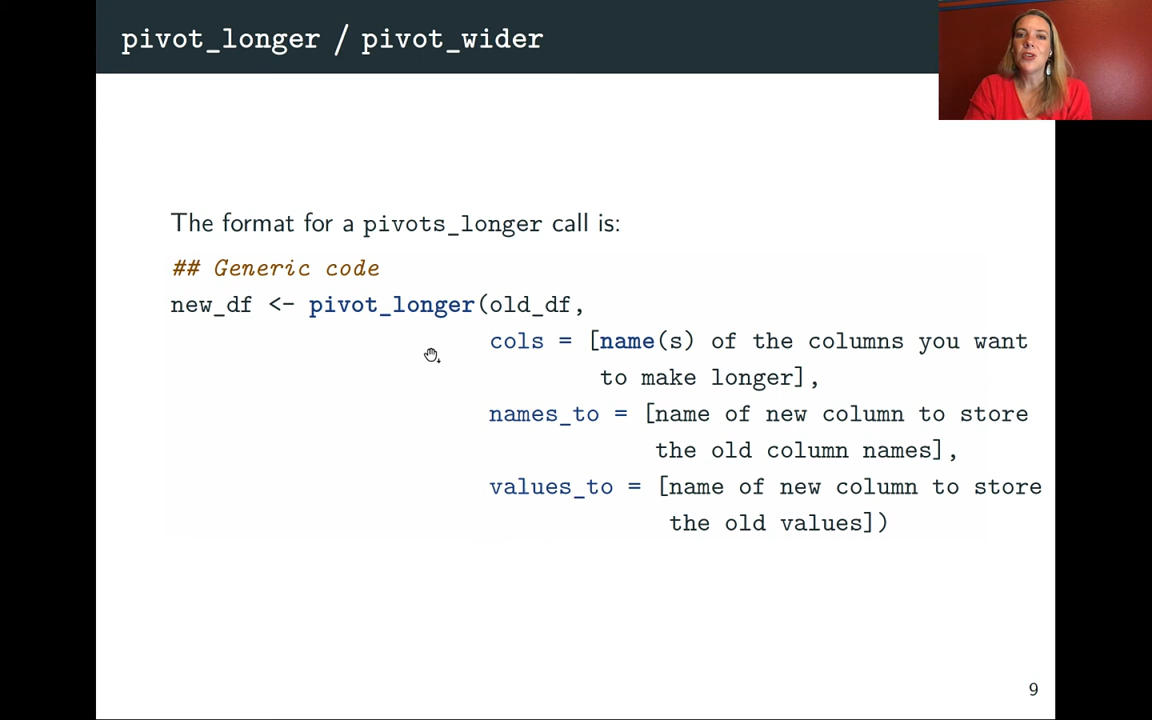 pivot_longer / pivot_wider
The format for a pivots_longer call is:
## Generic code
new_df <- pivot_longer(old_df,
cols = [name(s) of the columns you want
to make longer],
names_to = [name of new column to store
the old column names],
values_to = [name of new column to store
the old values])
9